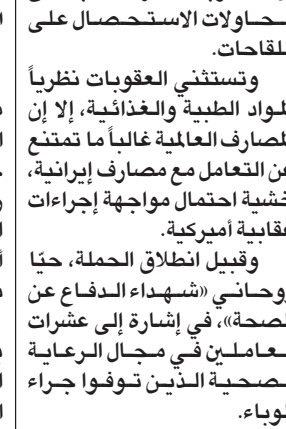 محاولات الاستحصال على
اللقاحات.
وتستثني العقوبات نظرياً
المواد الطبية والغذائية، إلا إن
المصارف العالمية غالباً ما تمتنع
عن التعامل مع مصارف إيرانية،
خشية احتمال مواجهة إجراءات
عقابية أميركية.
وقبيل انطلاق الحملة، حيّا
روحاني «شهداء الدفاع عن
الصحة»، في إشارة إلى عشرات
العاملين في مجال الرعاية
الصحية الذين توفوا جراء
الوباء.